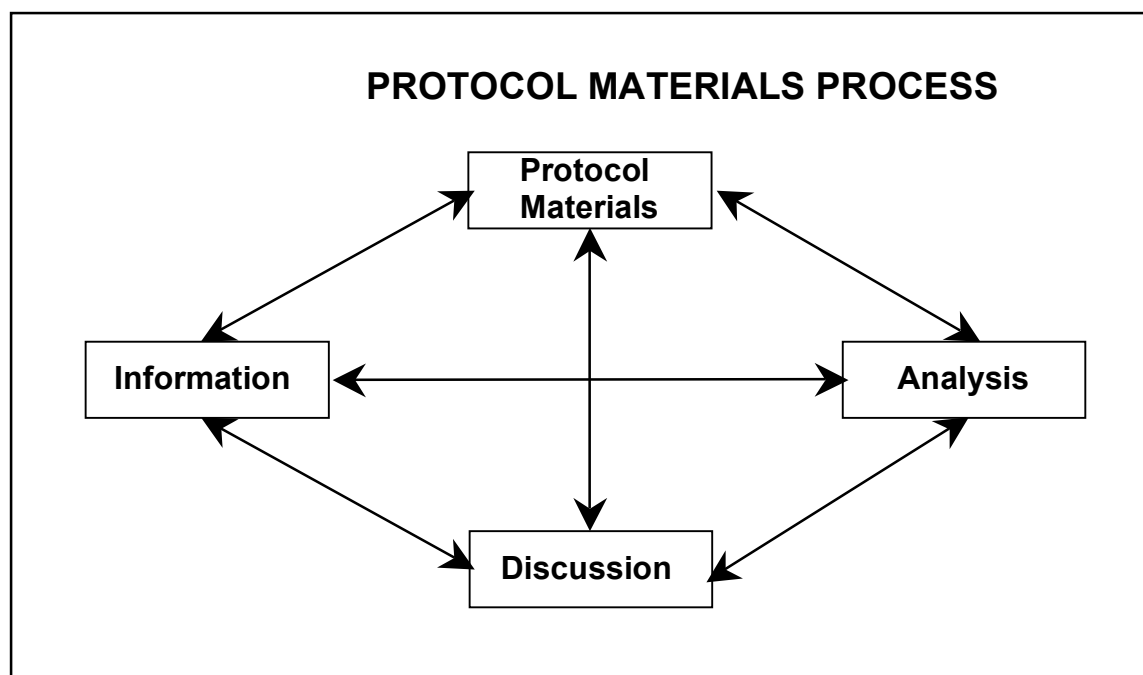 PROTOCOL MATERIALS PROCESS
Protocol
Materials
Information
Analysis
Discussion